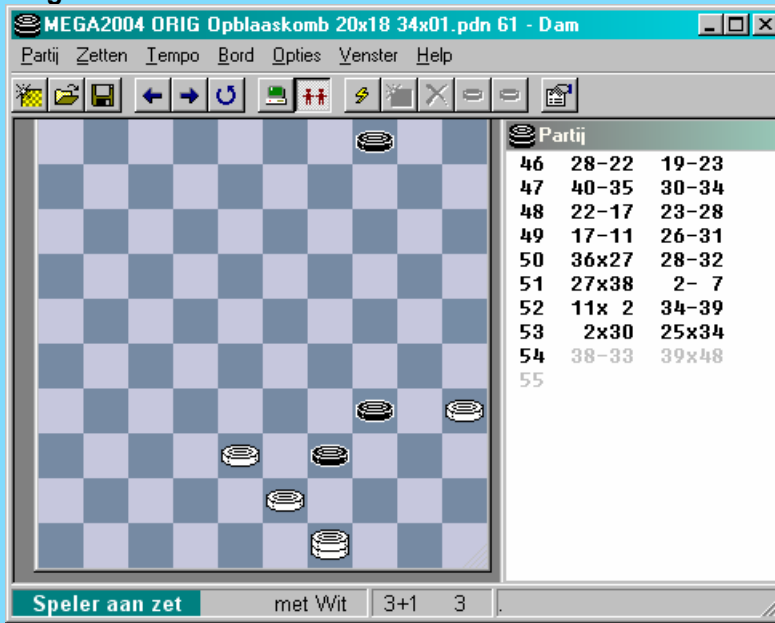 MEGA2004 ORIG Opblaaskomb 20x18 34x01.pdn 61 - Dam
Partij Zetten Tempo Bord Opties Venster Help
Partij
46 28-22 19-23
47 40-35 30-34
48 22-17 23-28
49 17-11 26-31
50 36x27 28-32
51 27x38 2- 7
52 11x 2 34-39
53 2x30 25x34
54 38-33 39x48
55
Speler aan zet met Wit 3+1 3 .